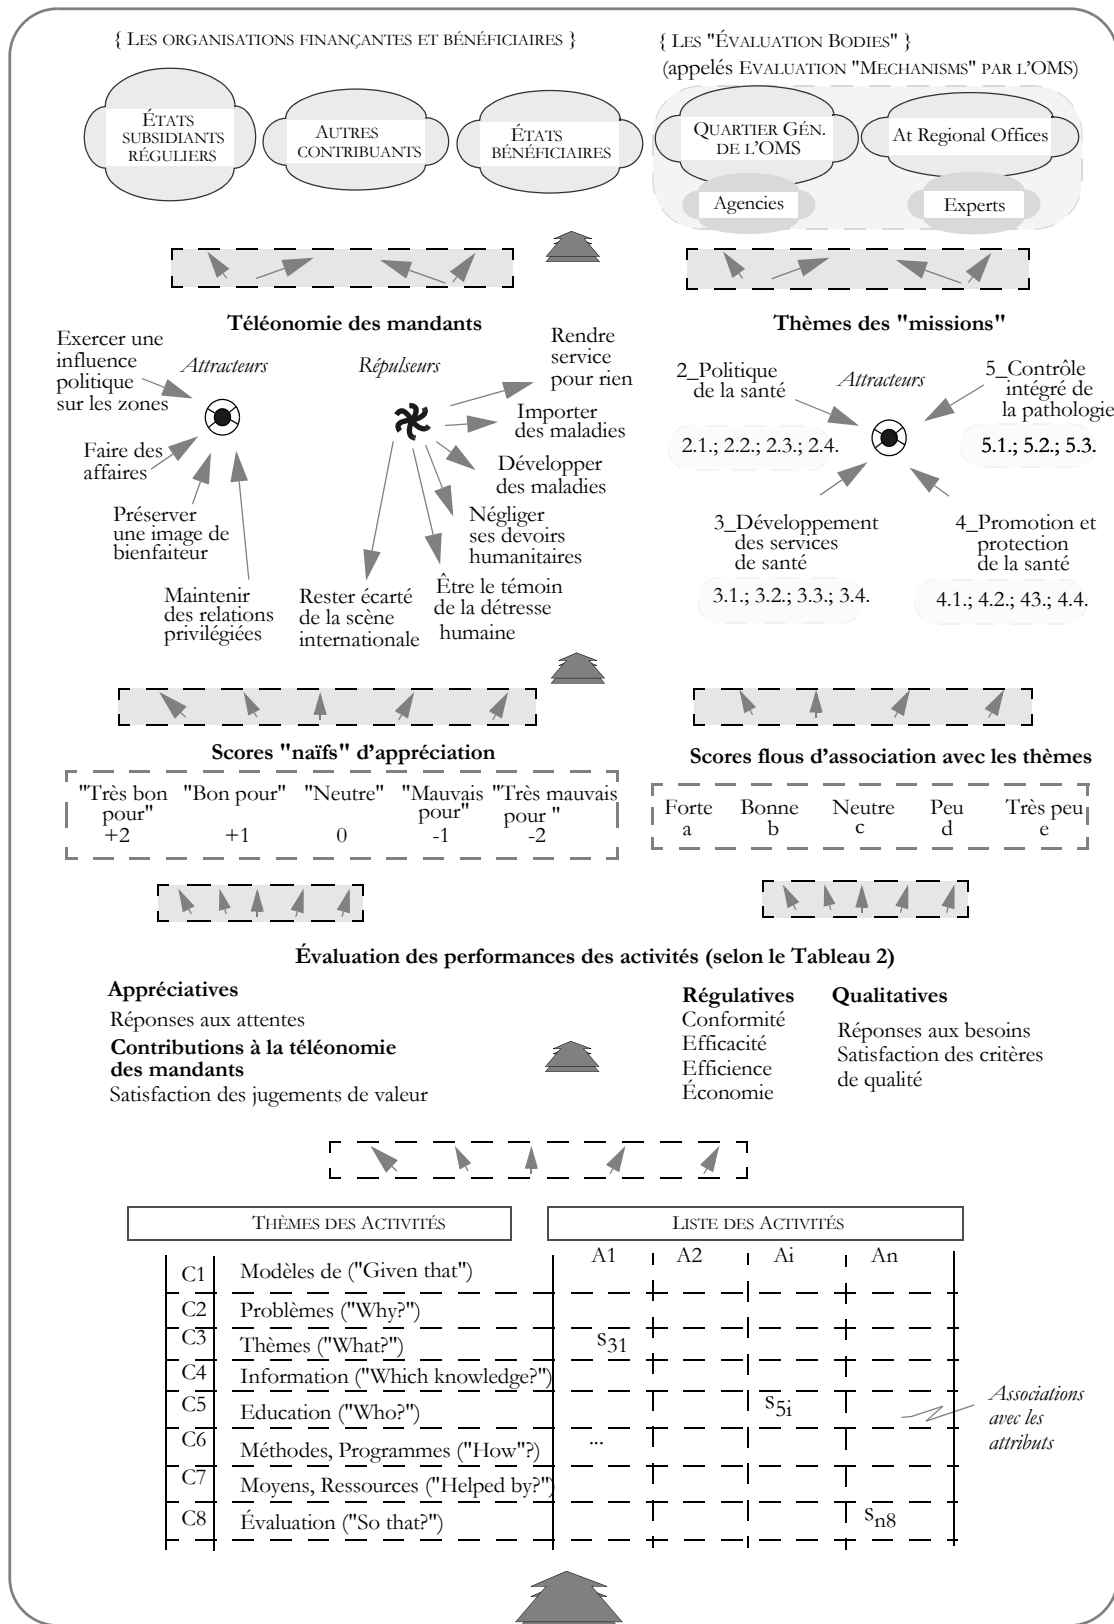 { LES ORGANISATIONS FINANÇANTES ET BÉNÉFICIAIRES }
{ LES "ÉVALUATION BODIES" }
(appelés EVALUATION "MECHANISMS" PAR L'OMS)
ÉTATS
SUBSIDIANTS
RÉGULIERS
AUTRES
CONTRIBUANTS
ÉTATS
BÉNÉFICIAIRES
QUARTIER GÉN.
DE L'OMS
At Regional Offices
Agencies
Experts
Téléonomie des mandants
Exercer une
influence
politique
sur les zones
Attracteurs
Répulseurs
Rendre
service
pour rien
Importer
des maladies
Faire des
affaires
Développer
des maladies
Préserver
une image de
bienfaiteur
Négliger
ses devoirs
humanitaires
Maintenir
des relations
privilégiées
Rester écarté
de la scène
internationale
Être le témoin
de la détresse
humaine
Thèmes des "missions"
2_Politique
de la santé
Attracteurs
5_Contrôle
intégré de
la pathologie
2.1.; 2.2.; 2.3.; 2.4.
5.1.; 5.2.; 5.3.
3_Développement
des services
de santé
4_Promotion et
protection
de la santé
3.1.; 3.2.; 3.3.; 3.4.
4.1.; 4.2.; 43.; 4.4.
Scores "naïfs" d'appréciation
"Très bon
pour"
+2
"Bon pour"
+1
"Neutre"
0
"Mauvais
pour"
-1
"Très mauvais
pour "
-2
Scores flous d'association avec les thèmes
Forte
a
Bonne
b
Neutre
c
Peu
d
Très peu
e
Évaluation des performances des activités (selon le Tableau 2)
Appréciatives
Réponses aux attentes
Contributions à la téléonomie
des mandants
Satisfaction des jugements de valeur
Régulatives
Conformité
Efficacité
Efficience
Économie
Qualitatives
Réponses aux besoins
Satisfaction des critères
de qualité
THÈMES DES ACTIVITÉS
LISTE DES ACTIVITÉS
A1 A2 Ai An
C1 Modèles de ("Given that")
C2 Problèmes ("Why?")
C3 Thèmes ("What?") s31
C4 Information ("Which knowledge?")
C5 Education ("Who?") s5i
C6 Méthodes, Programmes ("How"?) ...
C7 Moyens, Ressources ("Helped by?")
C8 Évaluation ("So that?") sn8
Associations
avec les
attributs